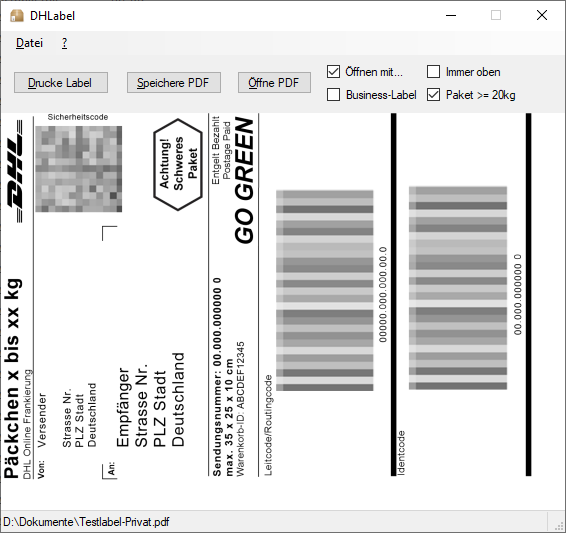 DHLabel
Datei ?
Drucke Label
Speichere PDF
Öffne PDF
Öffnen mit...
Immer oben
Business-Label
Paket >= 20kg
DHL
Päckchen x bis xx kg
DHL Online Frankierung
Sicherheitscode
Von:
Versender
Strasse Nr.
PLZ Stadt
Deutschland
Achtung!
Schweres
Paket
An:
Empfänger
Strasse Nr.
PLZ Stadt
Deutschland
Entgelt Bezahlt
Postage Paid
GO GREEN
Sendungsnummer: 00.000.000000 0
max. 35 x 25 x 10 cm
Warenkorb-ID: ABCDEF12345
Leitcode/Routingcode
00000.000.000.00.0
Identcode
00.000.000000 0
D:\Dokumente\Testlabel-Privat.pdf